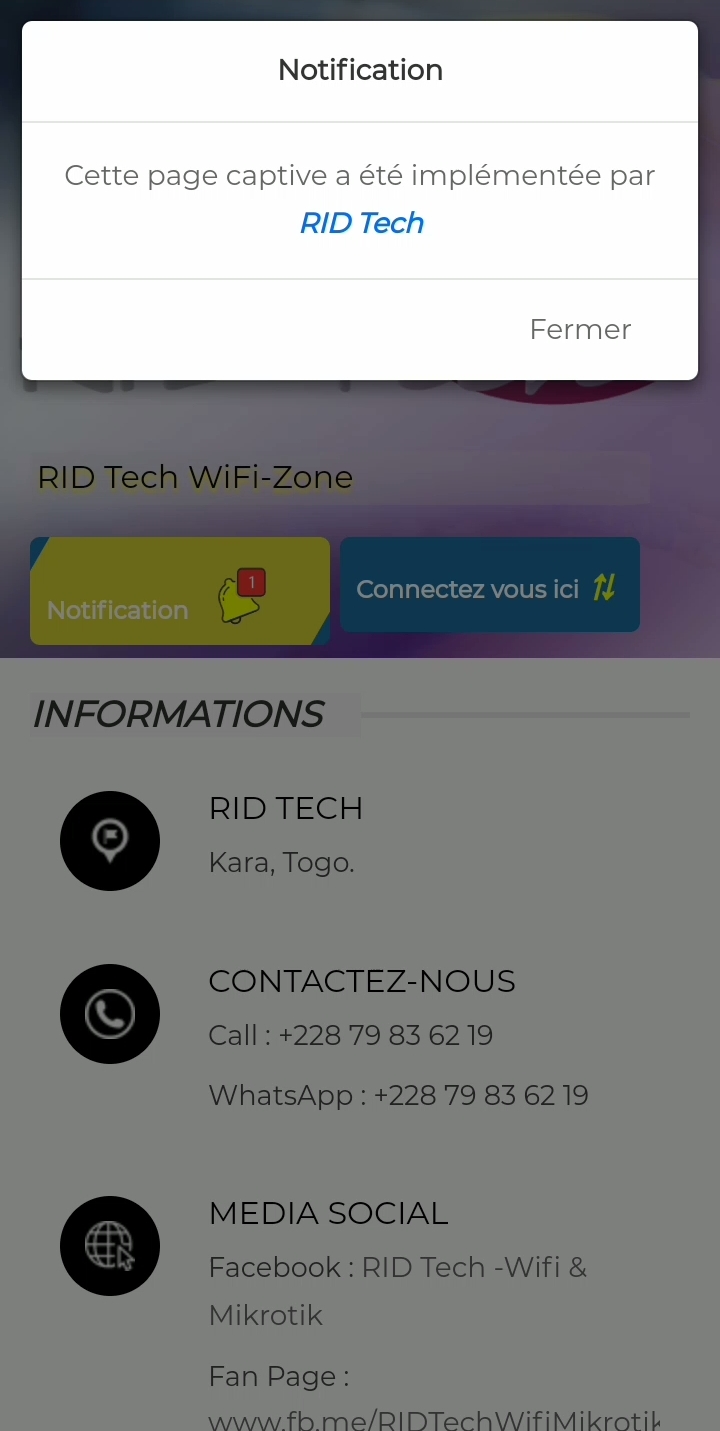 Notification
Cette page captive a été implémentée par
RID Tech
Fermer
RID Tech WiFi-Zone
Notification
1
Connectez vous ici
INFORMATIONS
RID TECH
Kara, Togo.
CONTACTEZ-NOUS
Call : +228 79 83 62 19
WhatsApp : +228 79 83 62 19
MEDIA SOCIAL
Facebook : RID Tech -Wifi &
Mikrotik
Fan Page :
www.fb.me/RIDTechWifiMikrotik